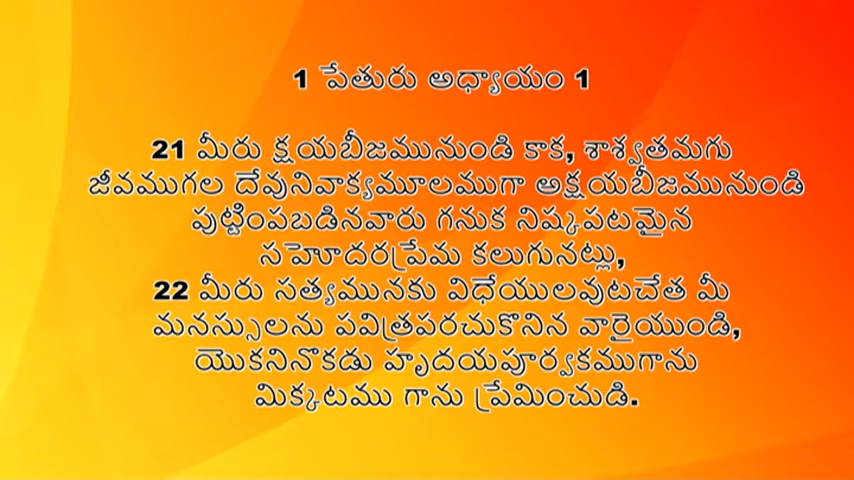 1 పేతురు అధ్యాయం 1
21 మీరు క్షయబీజమునుండి కాక, శాశ్వతమగు
జీవముగల దేవునివాక్యమూలముగా అక్షయబీజమునుండి
పుట్టింపబడినవారు గనుక నిష్కపటమైన
సహెూదరప్రేమ కలుగునట్లు,
22 మీరు సత్యమునకు విధేయులవుటచేత మీ
మనస్సులను పవిత్రపరచుకొనిన వారైయుండి,
యొకనినొకడు హృదయపూర్వకముగాను
మిక్కటము గాను ప్రేమించుడి.